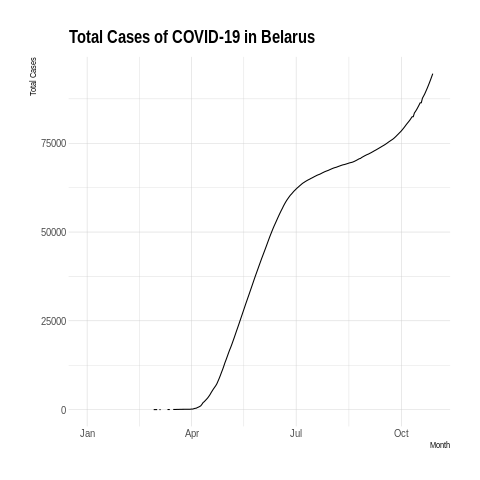 Total Cases of COVID-19 in Belarus
Total Cases
75000
50000
25000
0
Jan Apr Jul Oct
Month